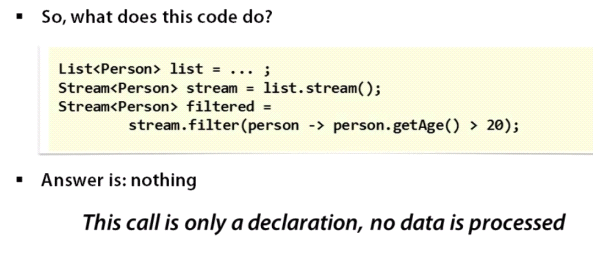 ▪ So, what does this code do?
List<Person> list = ... ;
Stream<Person> stream = list.stream();
Stream<Person> filtered =
stream.filter(person -> person.getAge() > 20);
▪ Answer is: nothing
This call is only a declaration, no data is processed